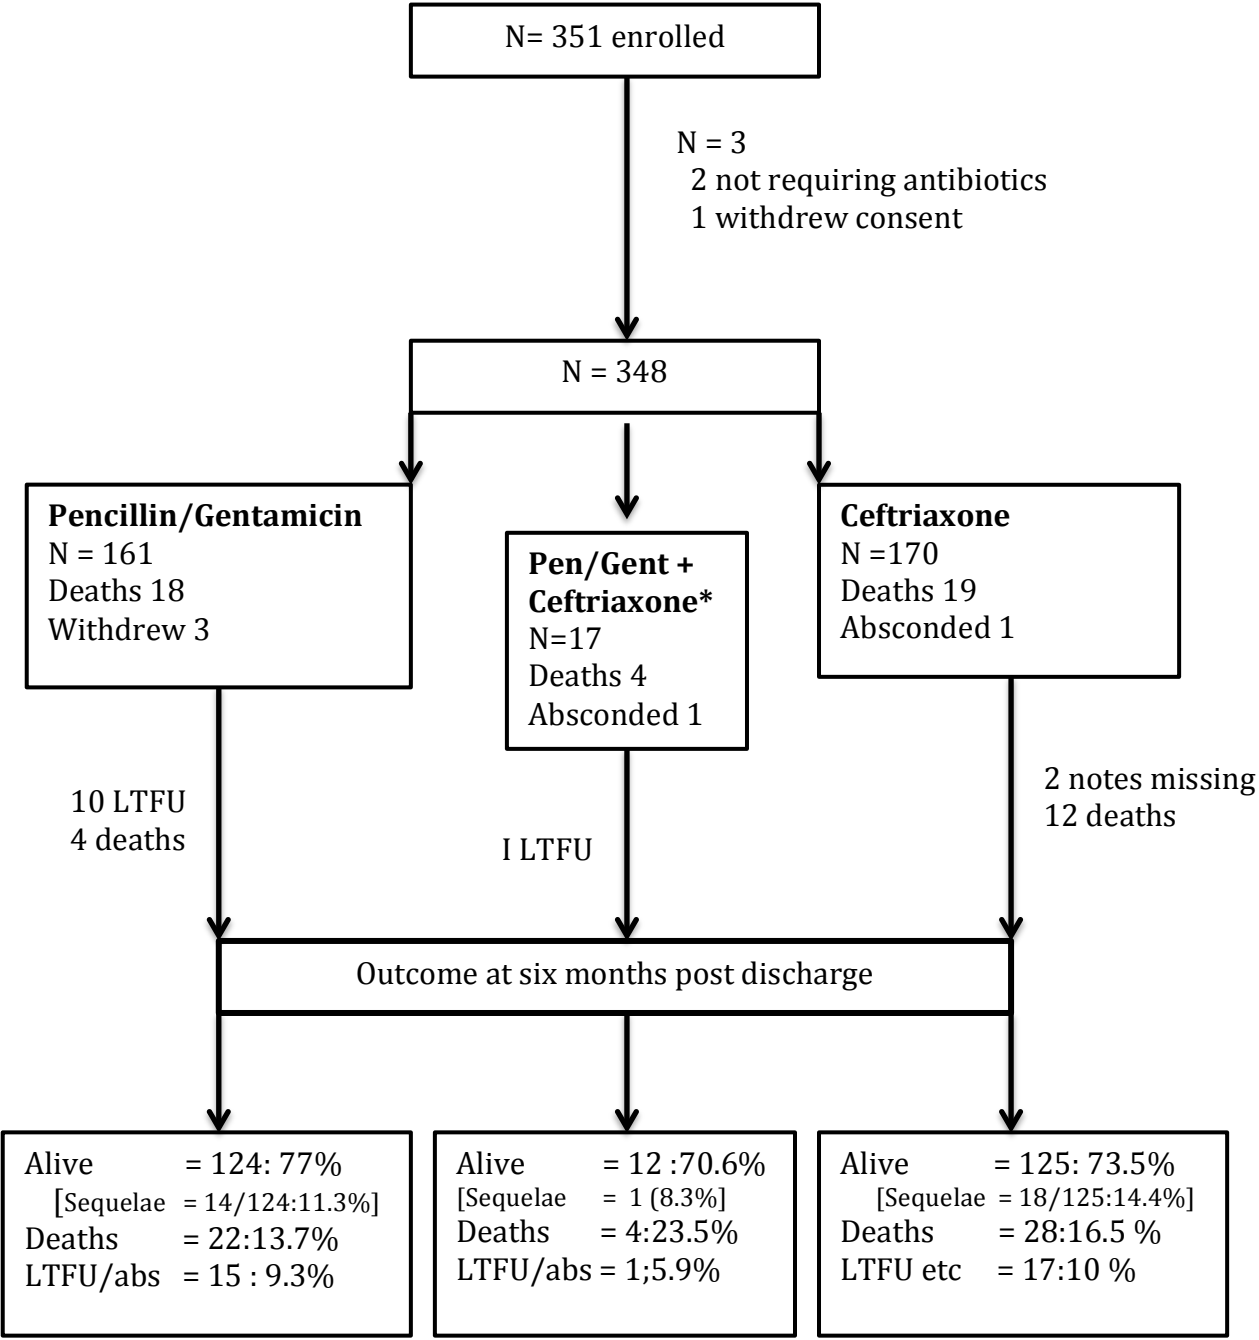 N= 351 enrolled
N = 3
2 not requiring antibiotics
1 withdrew consent
N = 348
Pencillin/Gentamicin
N = 161
Deaths 18
Withdrew 3
Pen/Gent +
Ceftriaxone*
N=17
Deaths 4
Absconded 1
Ceftriaxone
N =170
Deaths 19
Absconded 1
10 LTFU
4 deaths
I LTFU
2 notes missing
12 deaths
Outcome at six months post discharge
Alive = 124: 77%
[Sequelae = 14/124:11.3%]
Deaths = 22:13.7%
LTFU/abs = 15 : 9.3%
Alive = 12 :70.6%
[Sequelae = 1 (8.3%]
Deaths = 4:23.5%
LTFU/abs = 1;5.9%
Alive = 125: 73.5%
[Sequelae = 18/125:14.4%]
Deaths = 28:16.5 %
LTFU etc = 17:10 %